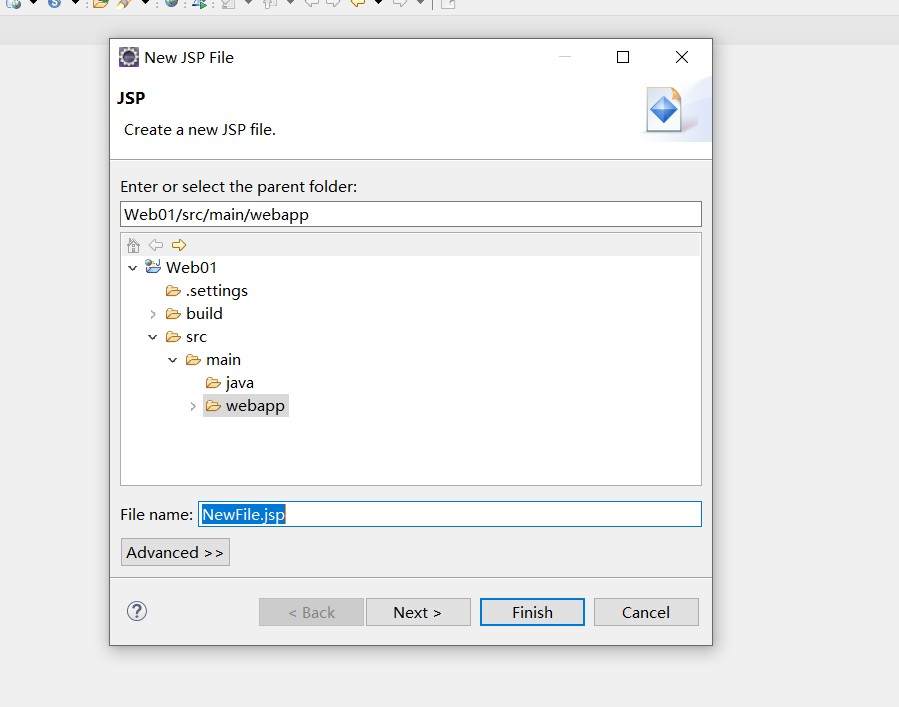 New JSP File
JSP
Create a new JSP file.
Enter or select the parent folder:
Web01/src/main/webapp
Web01
.settings
build
src
main
java
webapp
File name: NewFile.jsp
Advanced >>
< Back Next > Finish Cancel